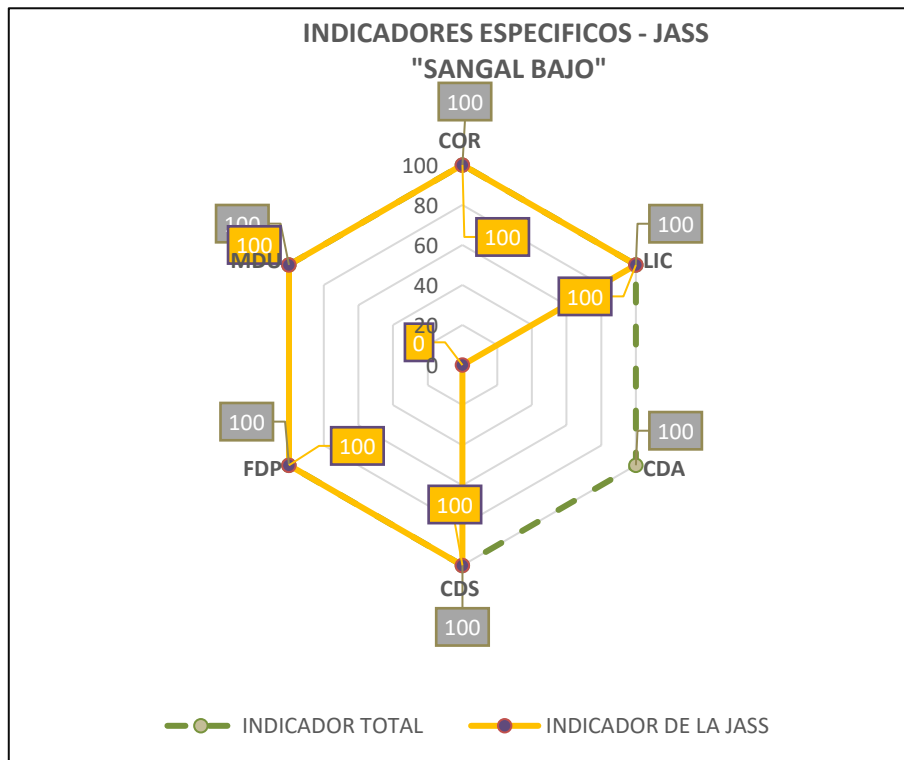 INDICADORES ESPECIFICOS - JASS
"SANGAL BAJO"
100
COR
100
80
60
40
20
0
100
100
LIC
100
100
100
MDU
0
100
FDP
100
100
CDA
100
CDS
100
INDICADOR TOTAL
INDICADOR DE LA JASS